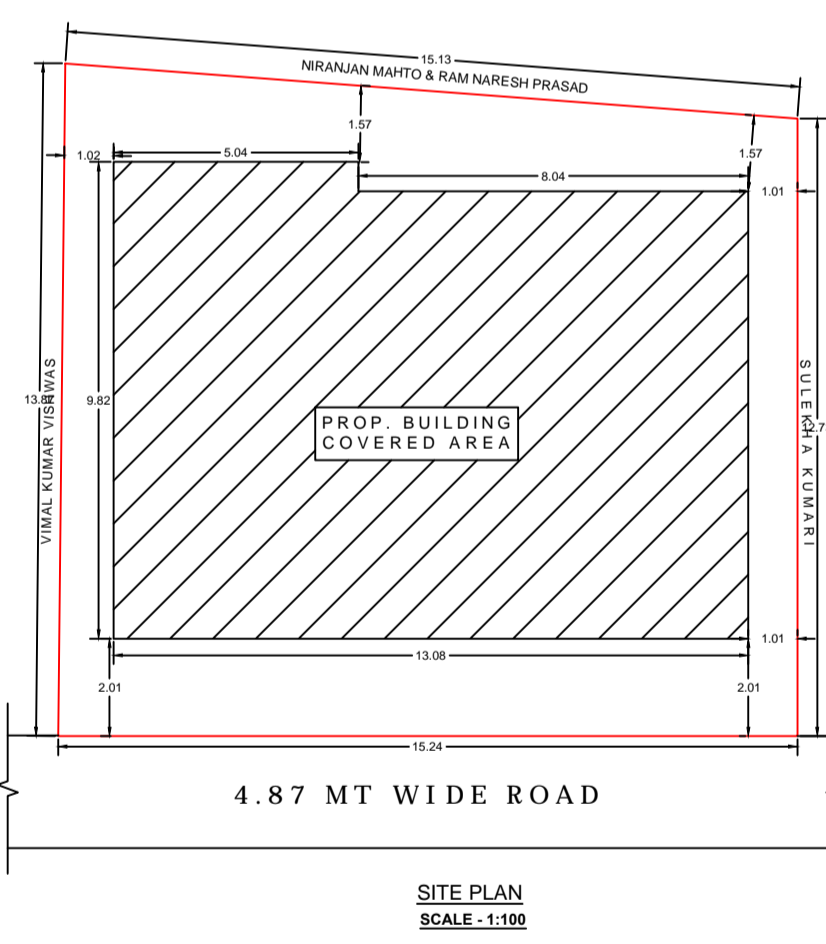 15.13
NIRANJAN MAHTO & RAM NARESH PRASAD
1.57
1.57
1.02
5.04
8.04
1.01
VIMAL KUMAR VISHWAS
9.82
PROP. BUILDING
COVERED AREA
SULEKHA KUMARI
1.01
13.08
2.01
2.01
15.24
4.87 MT WIDE ROAD
SITE PLAN
SCALE - 1:100